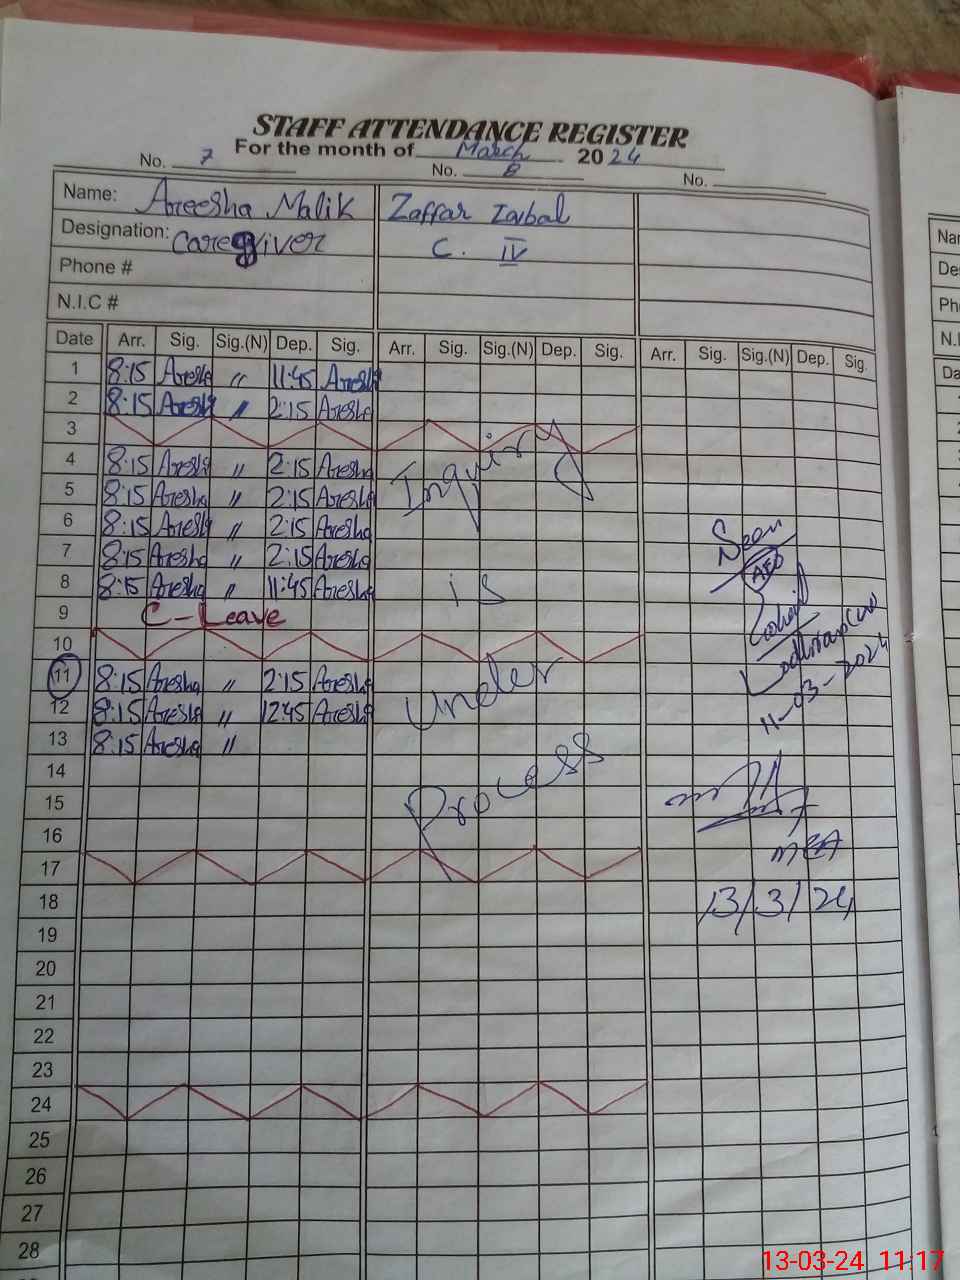 STAFF ATTENDANCE REGISTER
For the month of March 2024
No. 7 No. 8 No.
Name: Areesha Malik Zaffar Iqbal
Designation: Caregiver C. IV
Phone #
N.I.C #
Date Arr. Sig. Sig.(N) Dep. Sig. Arr. Sig. Sig.(N) Dep. Sig. Arr. Sig. Sig.(N) Dep. Sig.
1 8:15 Areesha " 11:45 Areesha
2 8:15 Areesha " 2:15 Areesha
3
4 8:15 Areesha " 2:15 Areesha
5 8:15 Areesha " 2:15 Areesha
6 8:15 Areesha " 2:15 Areesha
7 8:15 Areesha " 2:15 Areesha
8 8:15 Areesha " 11:45 Areesha
9 C-Leave
10
11 8:15 Areesha " 2:15 Areesha
12 8:15 Areesha " 12:45 Areesha
13 8:15 Areesha "
14
15
16
17
18
19
20
21
22
23
24
25
26
27
28
Inquiry
is
Under
Process
Seen
AEO
11-03-2024
MEA
13/3/24
Nar
De
Ph
N.I
Da
13-03-24 11:17